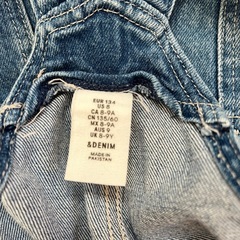 EUR 134
US 8
CA 8-9A
CN 135/60
MX 8-9A
AUS 9
UK 8-9Y
&DENIM
MADE IN
PAKISTAN